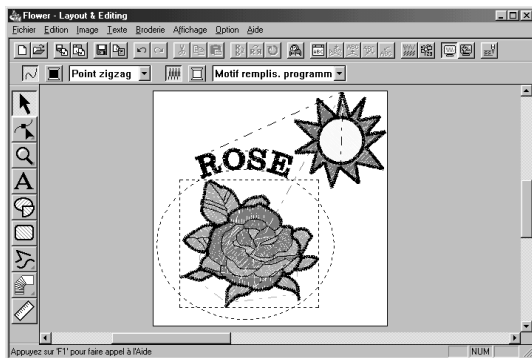 Flower - Layout & Editing
Fichier Edition Image Texte Broderie Affichage Option Aide
Point zigzag Motif remplis. programm
ROSE
A
Appuyez sur 'F1' pour faire appel à l'Aide NUM